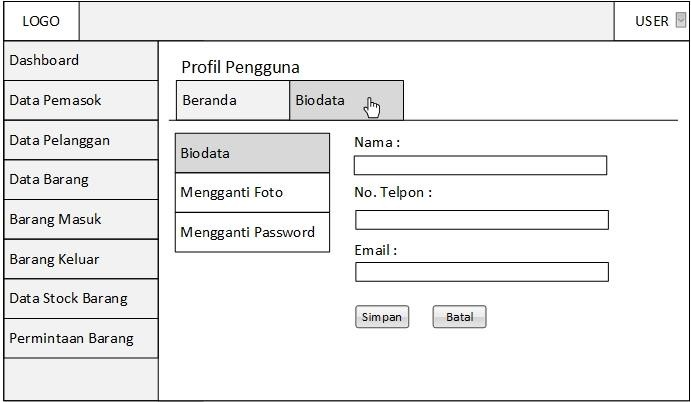 LOGO
USER
Dashboard
Data Pemasok
Data Pelanggan
Data Barang
Barang Masuk
Barang Keluar
Data Stock Barang
Permintaan Barang
Profil Pengguna
Beranda
Biodata
Biodata
Mengganti Foto
Mengganti Password
Nama :
No. Telpon :
Email :
Simpan
Batal